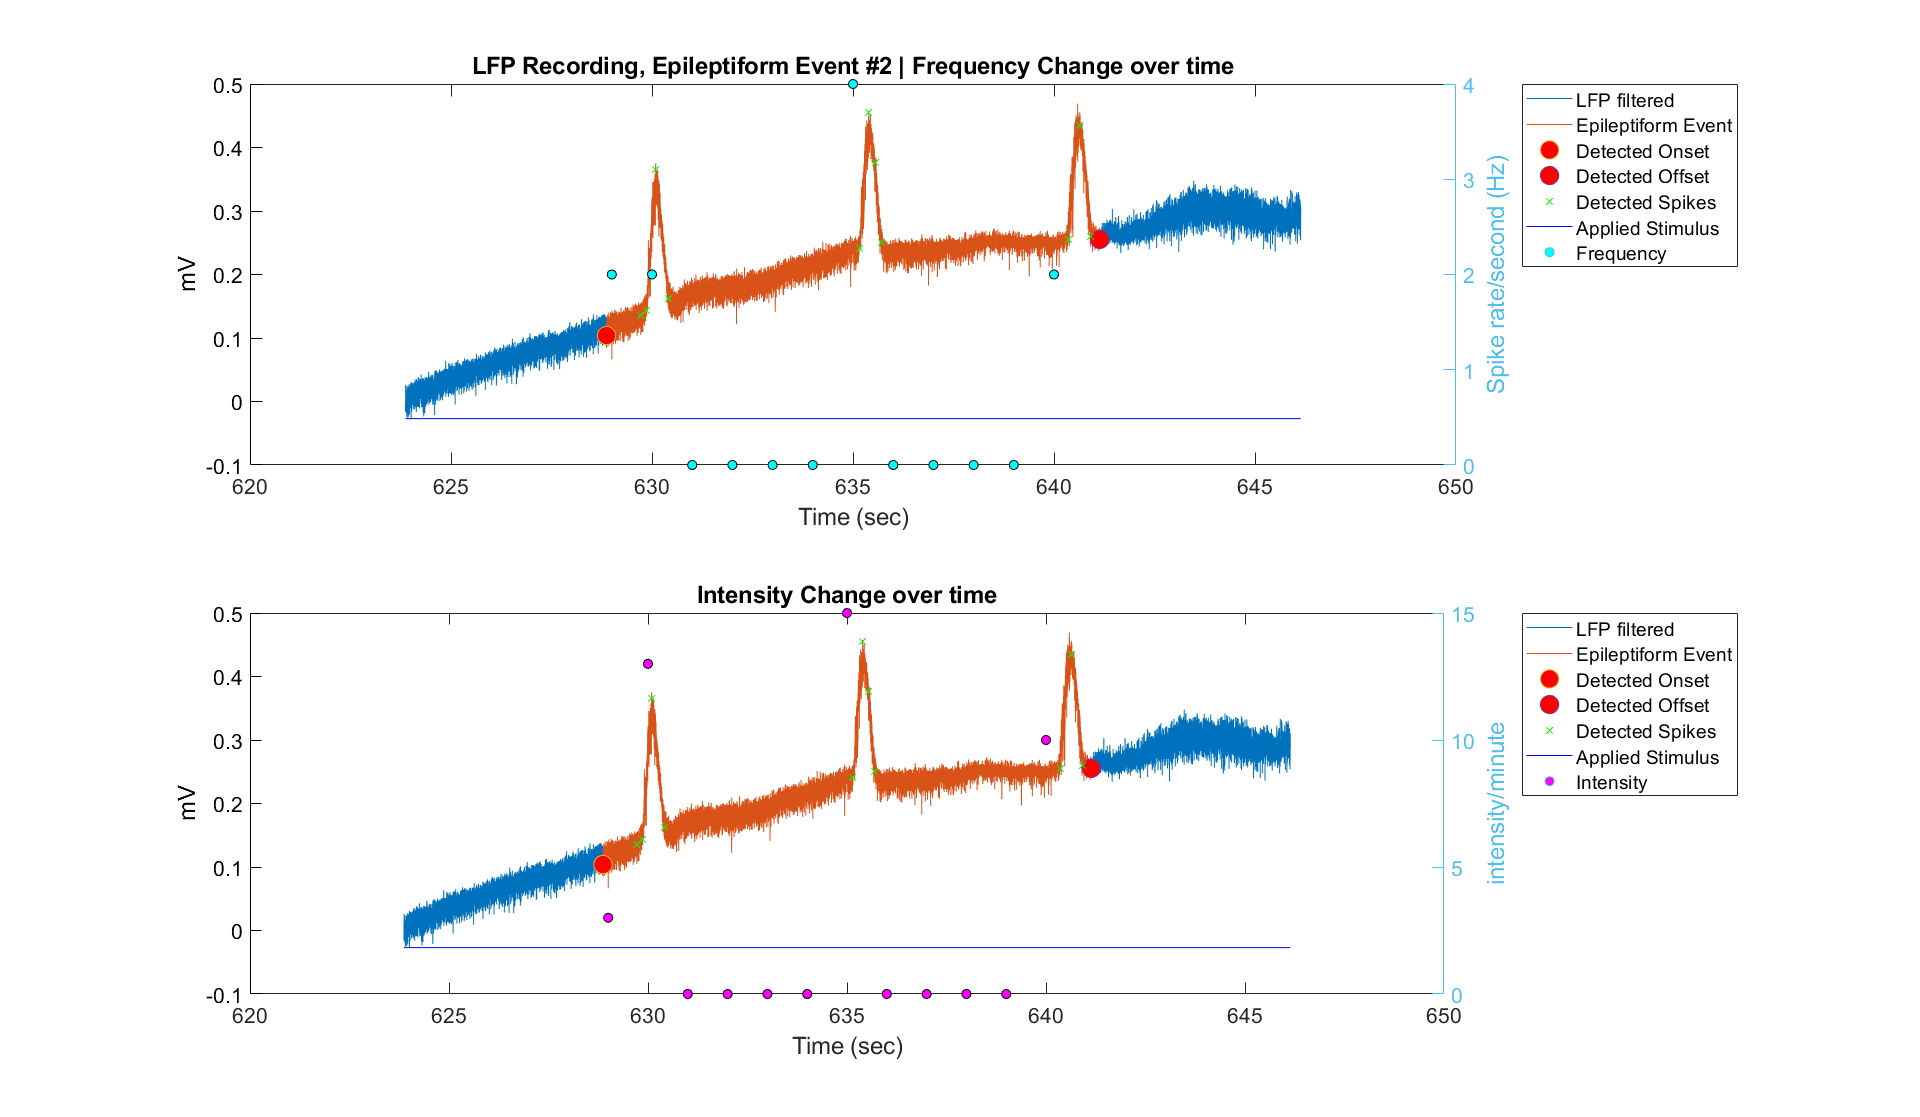 LFP Recording, Epileptiform Event #2 | Frequency Change over time
0.5
0.4
0.3
0.2
0.1
0
-0.1
mV
620 625 630 635 640 645 650
Time (sec)
4
3
2
1
0
Spike rate/second (Hz)
LFP filtered
Epileptiform Event
Detected Onset
Detected Offset
Detected Spikes
Applied Stimulus
Frequency
Intensity Change over time
0.5
0.4
0.3
0.2
0.1
0
-0.1
mV
620 625 630 635 640 645 650
Time (sec)
15
10
5
0
intensity/minute
LFP filtered
Epileptiform Event
Detected Onset
Detected Offset
Detected Spikes
Applied Stimulus
Intensity